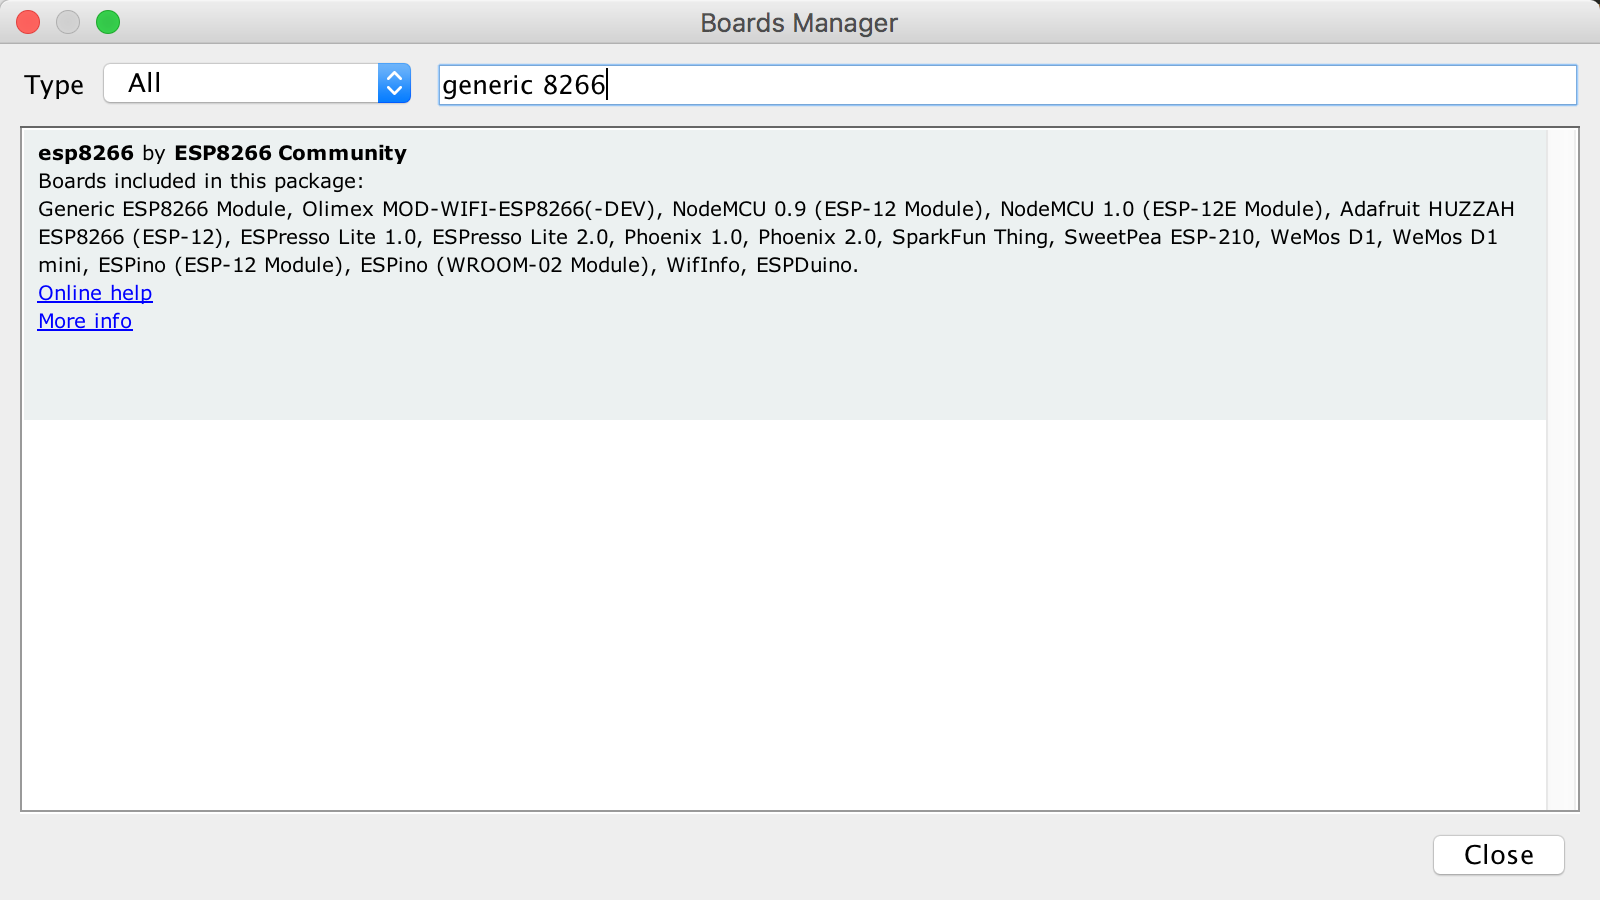 Boards Manager
Type All generic 8266
esp8266 by ESP8266 Community
Boards included in this package:
Generic ESP8266 Module, Olimex MOD-WIFI-ESP8266(-DEV), NodeMCU 0.9 (ESP-12 Module), NodeMCU 1.0 (ESP-12E Module), Adafruit HUZZAH
ESP8266 (ESP-12), ESPresso Lite 1.0, ESPresso Lite 2.0, Phoenix 1.0, Phoenix 2.0, SparkFun Thing, SweetPea ESP-210, WeMos D1, WeMos D1
mini, ESPino (ESP-12 Module), ESPino (WROOM-02 Module), WifInfo, ESPDuino.
Online help
More info
Close